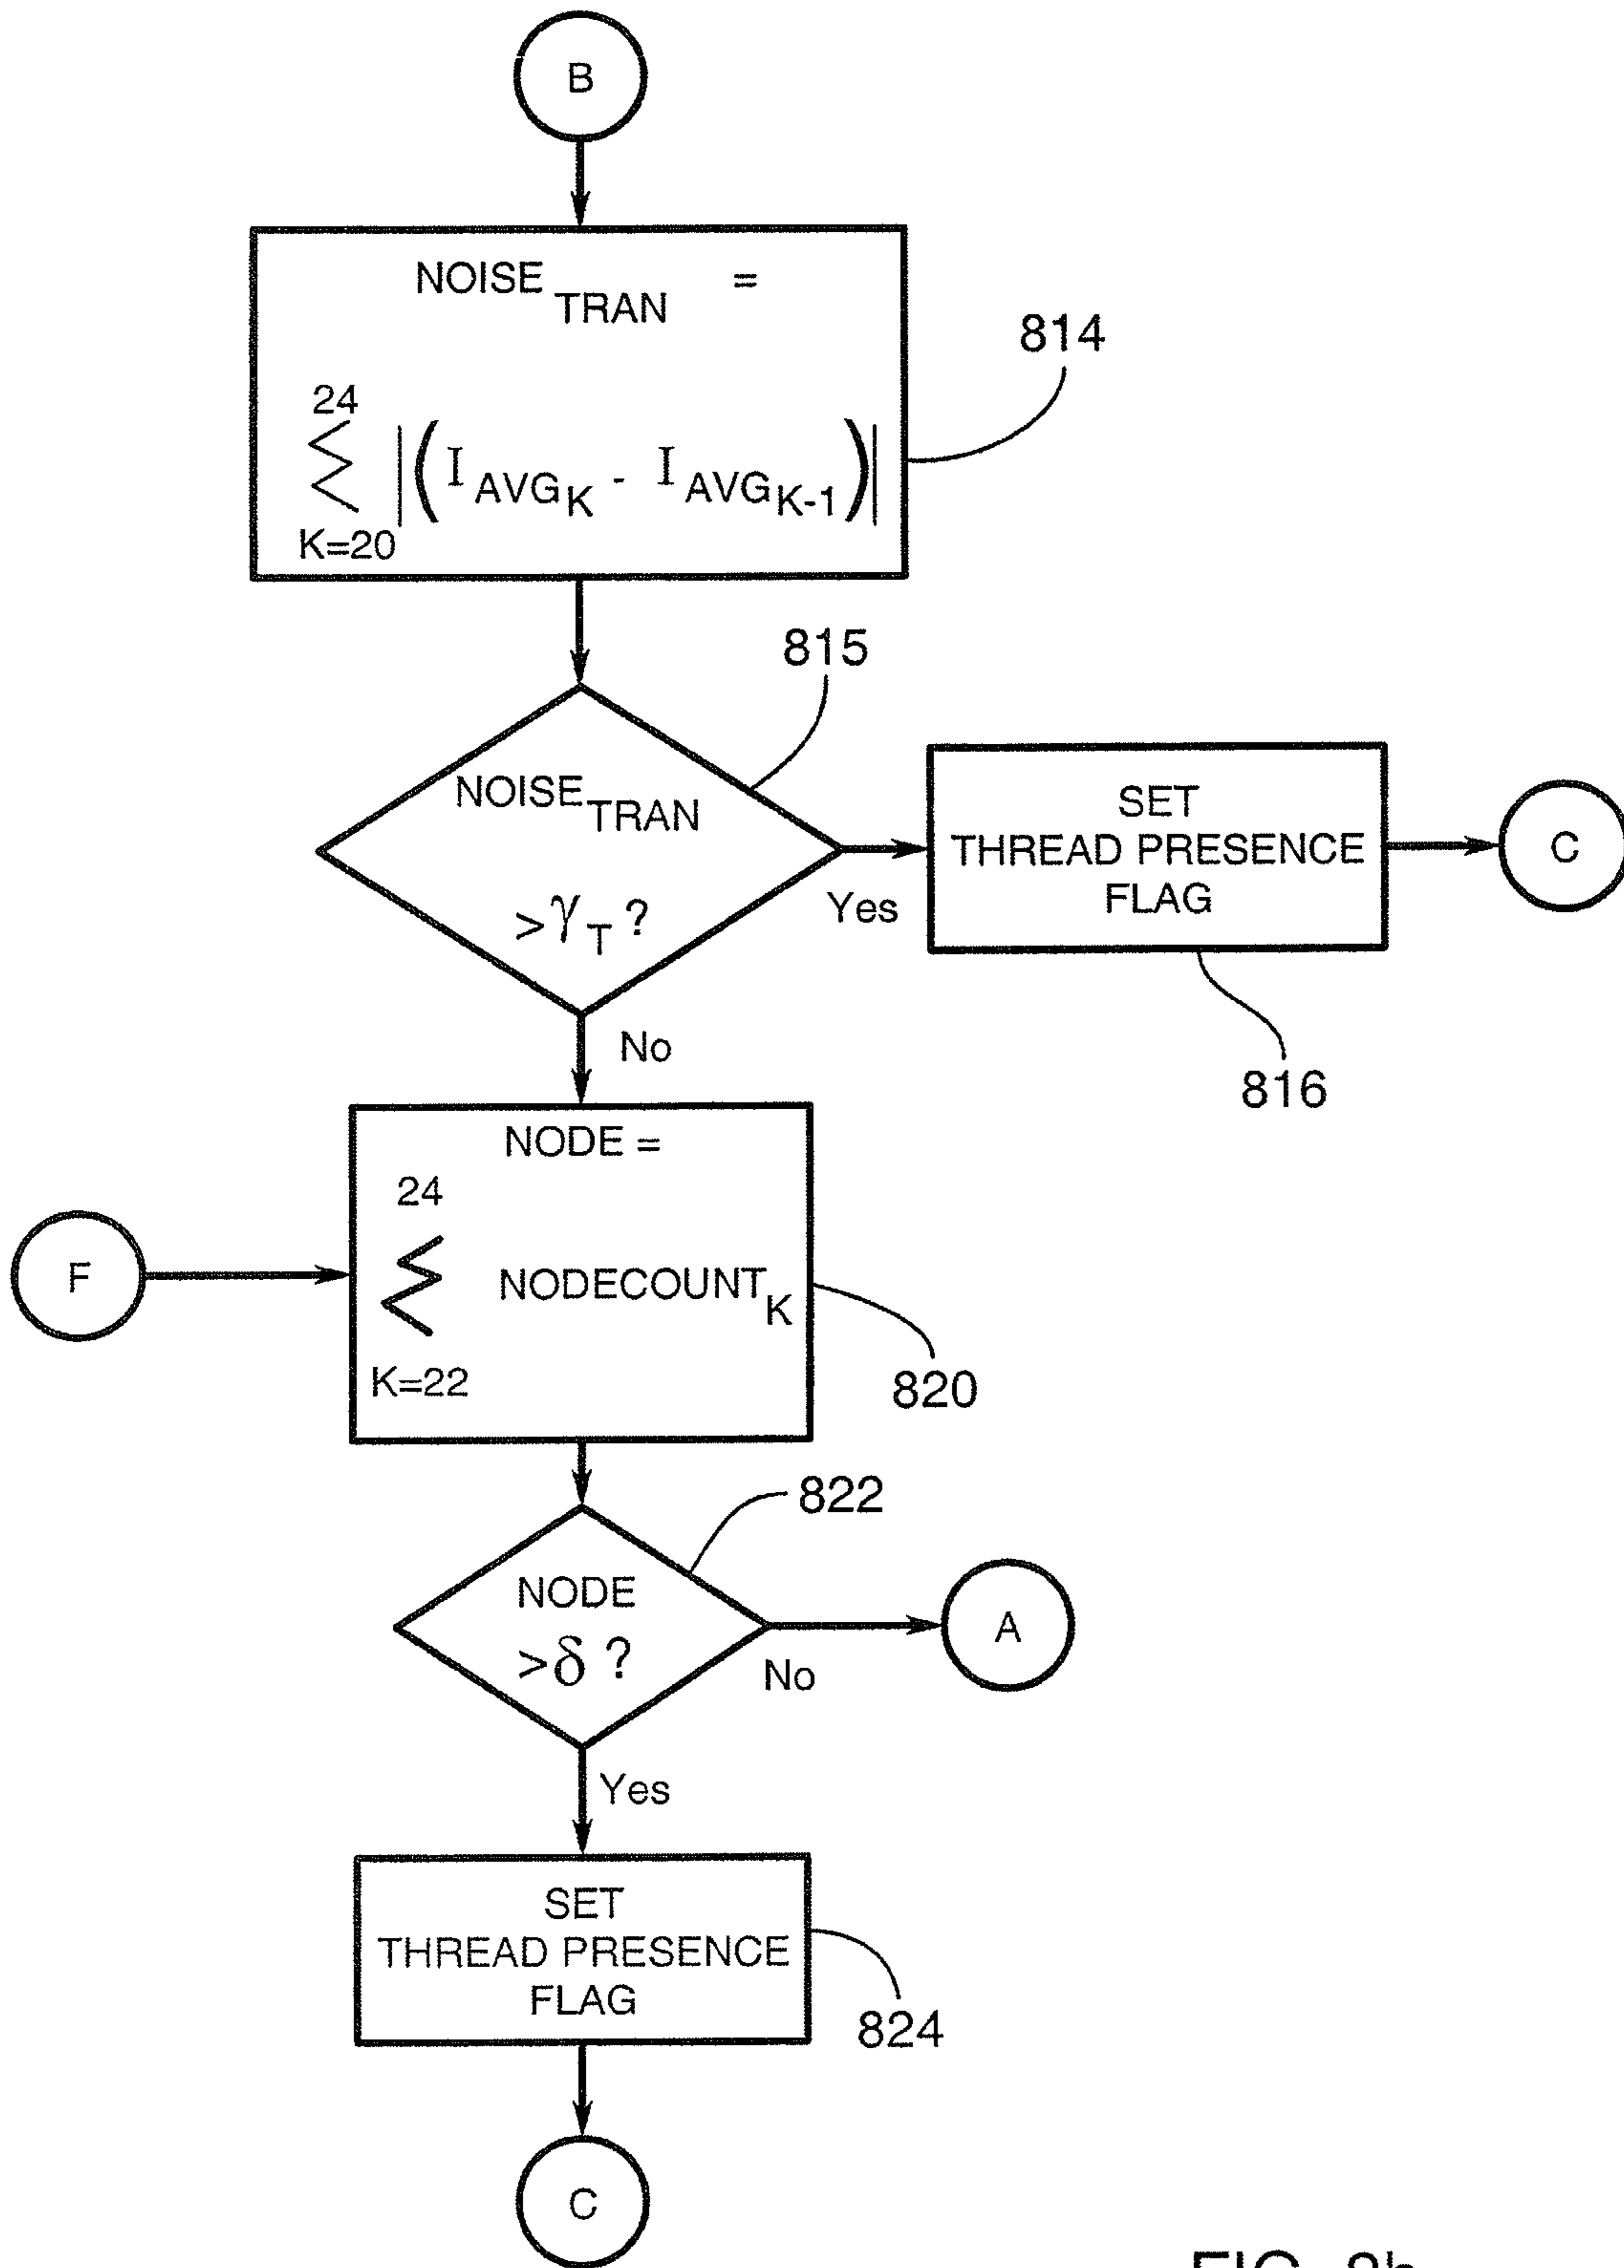 B
NOISE TRAN =
814
24
Σ |(I AVG K - I AVG K-1)|
K=20
815
NOISE TRAN
>γ T ?
Yes
SET
THREAD PRESENCE
FLAG
C
816
No
NODE =
24
F
Σ NODECOUNT K
K=22
820
822
NODE
>δ ?
No
A
Yes
SET
THREAD PRESENCE
FLAG
824
C